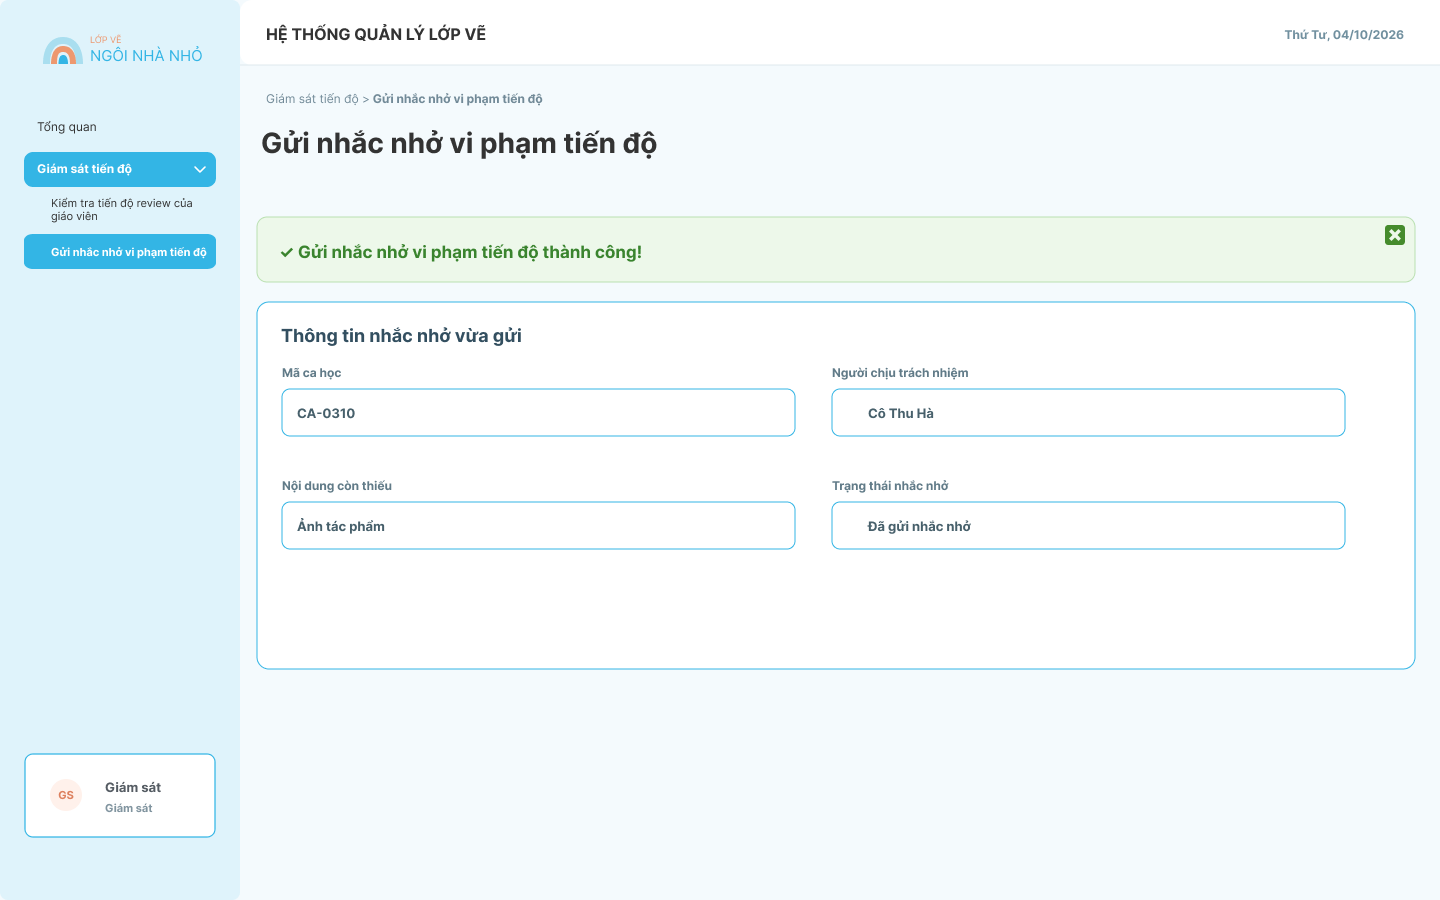 LỚP VẼ
NGÔI NHÀ NHỎ
Tổng quan
Giám sát tiến độ
Kiểm tra tiến độ review của
giáo viên
Gửi nhắc nhở vi phạm tiến độ
GS
Giám sát
Giám sát
HỆ THỐNG QUẢN LÝ LỚP VẼ
Thứ Tư, 04/10/2026
Giám sát tiến độ > Gửi nhắc nhở vi phạm tiến độ
Gửi nhắc nhở vi phạm tiến độ
✓ Gửi nhắc nhở vi phạm tiến độ thành công!
Thông tin nhắc nhở vừa gửi
Mã ca học
CA-0310
Người chịu trách nhiệm
Cô Thu Hà
Nội dung còn thiếu
Ảnh tác phẩm
Trạng thái nhắc nhở
Đã gửi nhắc nhở